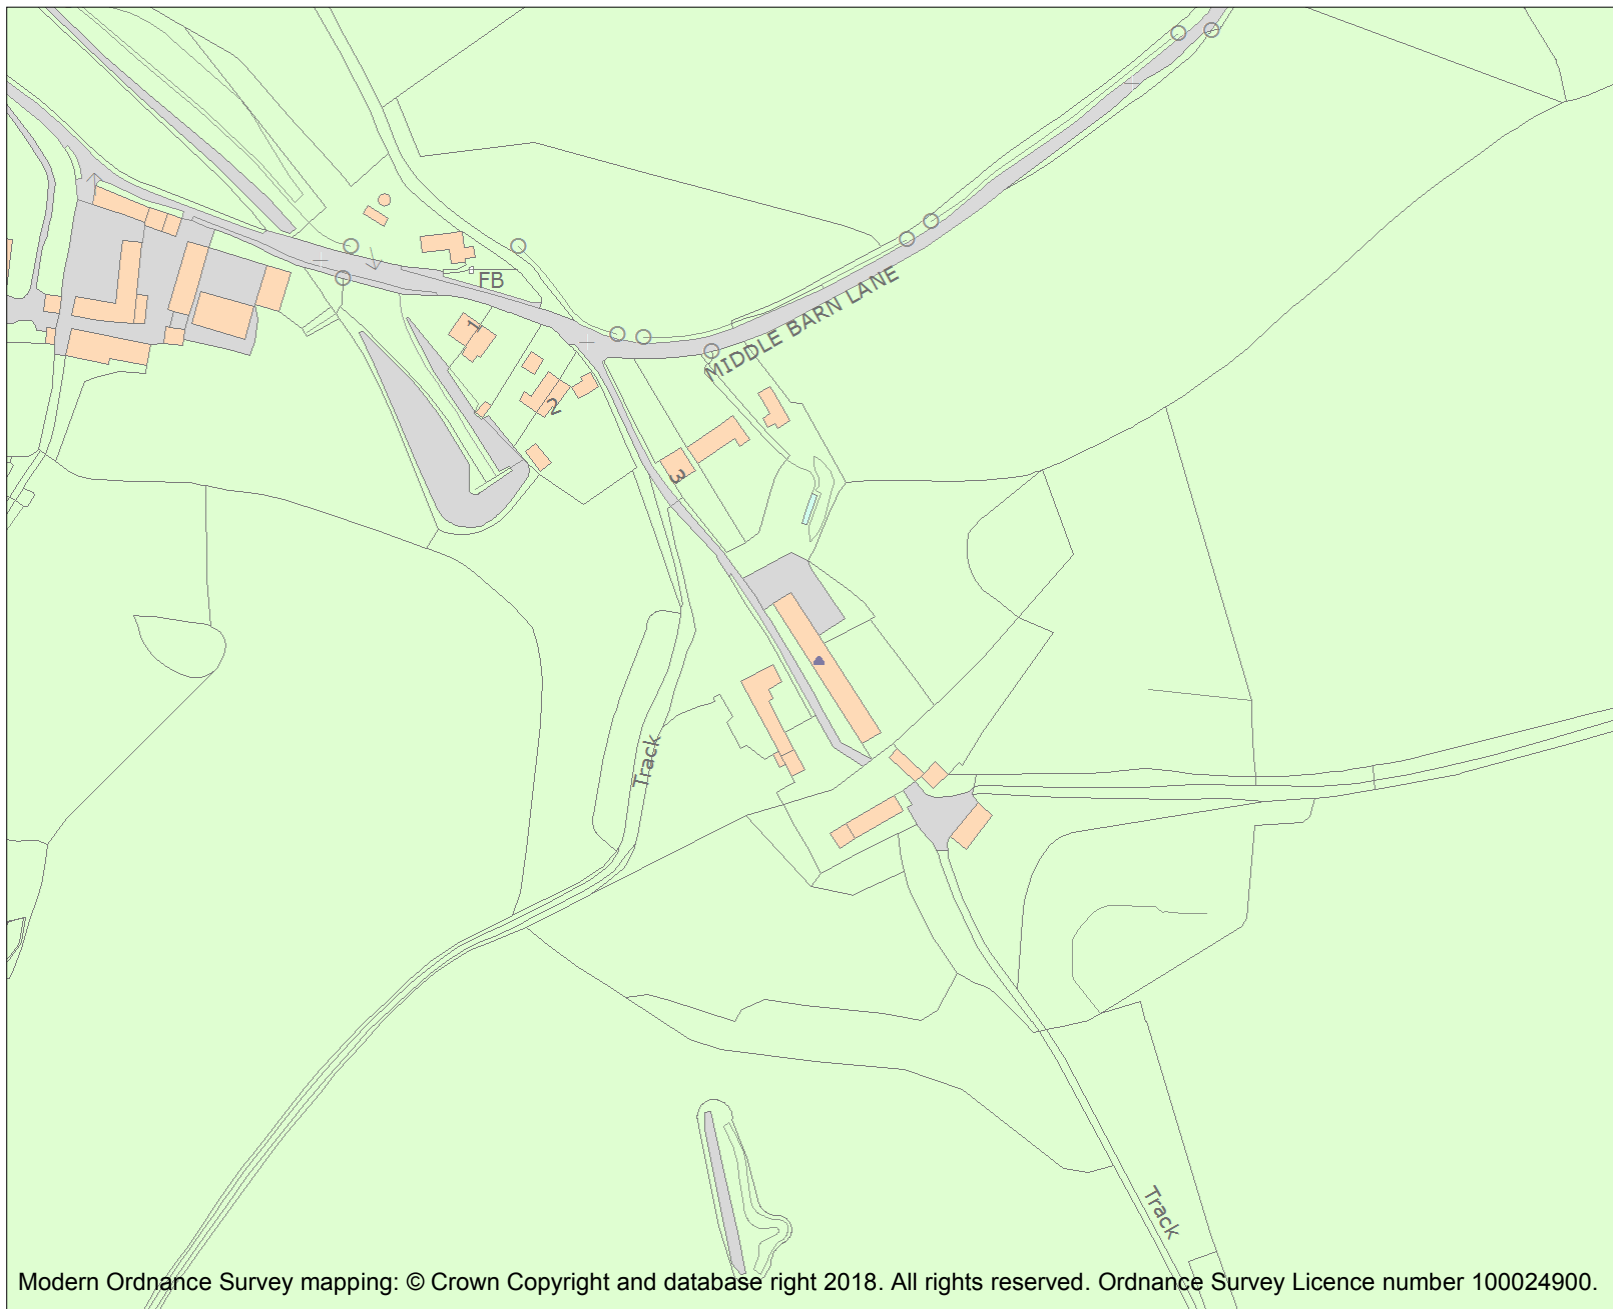 FB
MIDDLE BARN LANE
1
2
3
Track
Track
Modern Ordnance Survey mapping: © Crown Copyright and database right 2018. All rights reserved. Ordnance Survey Licence number 100024900.